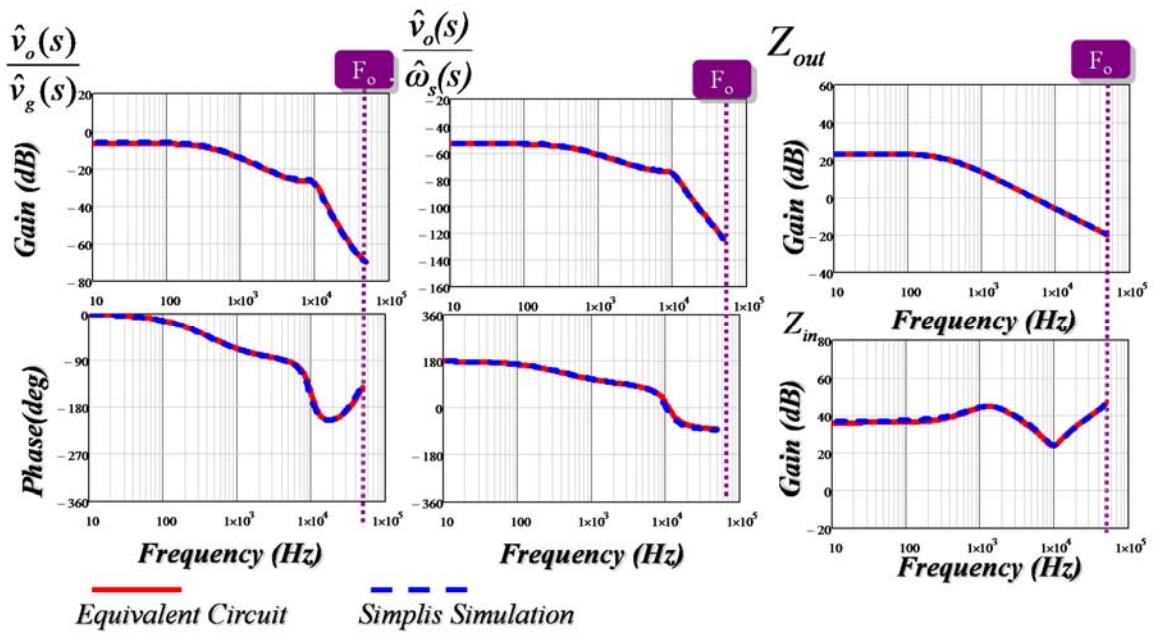 v̂ₒ(s)
v̂g(s)
Fₒ
v̂ₒ(s)
ω̂ₛ(s)
Fₒ
Zout
Fₒ
Gain (dB)
20
0
−20
−40
−60
−80
10 100 1×10³ 1×10⁴ 1×10⁵
−20
−40
−60
−80
−100
−120
−140
−160
10 100 1×10³ 1×10⁴ 1×10⁵
Gain (dB)
60
40
20
0
−20
−40
10 100 1×10³ 1×10⁴ 1×10⁵
Frequency (Hz)
Phase(deg)
0
−90
−180
−270
−360
10 100 1×10³ 1×10⁴ 1×10⁵
Frequency (Hz)
360
180
0
−180
−360
10 100 1×10³ 1×10⁴ 1×10⁵
Frequency (Hz)
Zin
Gain (dB)
80
60
40
20
0
−20
10 100 1×10³ 1×10⁴ 1×10⁵
Frequency (Hz)
Equivalent Circuit
Simplis Simulation